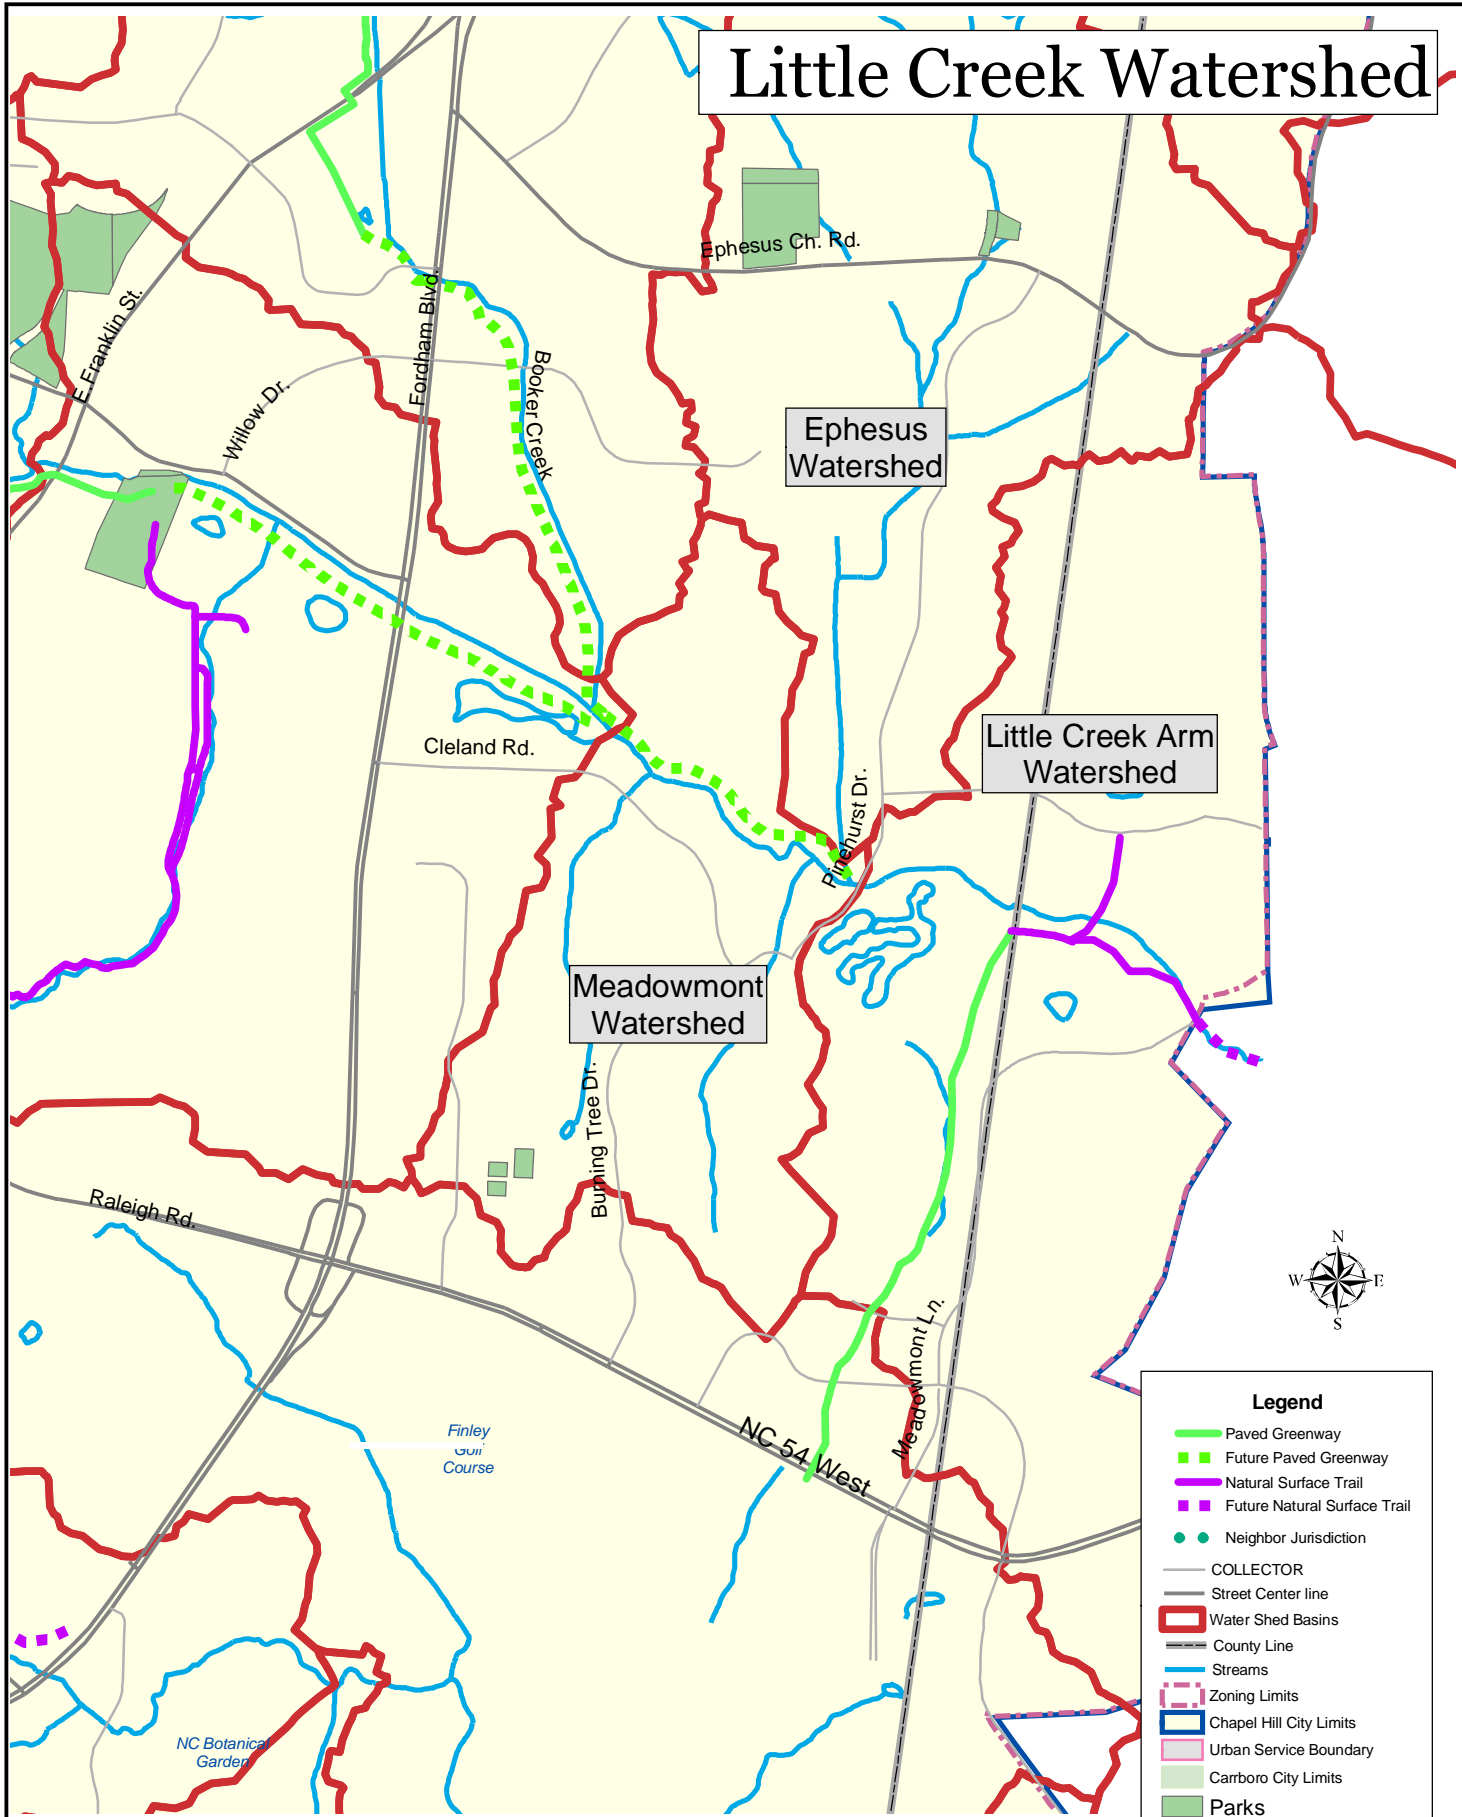 Little Creek Watershed
Ephesus Ch. Rd.
E. Franklin St.
Fordham Blvd.
Willow Dr.
Booker Creek
Ephesus
Watershed
Cleland Rd.
Little Creek Arm
Watershed
Pinehurst Dr.
Meadowmont
Watershed
Burning Tree Dr.
Raleigh Rd.
N
W
E
S
Meadowmont Ln.
NC 54 West
Finley
Golf
Course
NC Botanical
Garden
Legend
Paved Greenway
Future Paved Greenway
Natural Surface Trail
Future Natural Surface Trail
Neighbor Jurisdiction
COLLECTOR
Street Center line
Water Shed Basins
County Line
Streams
Zoning Limits
Chapel Hill City Limits
Urban Service Boundary
Carrboro City Limits
Parks